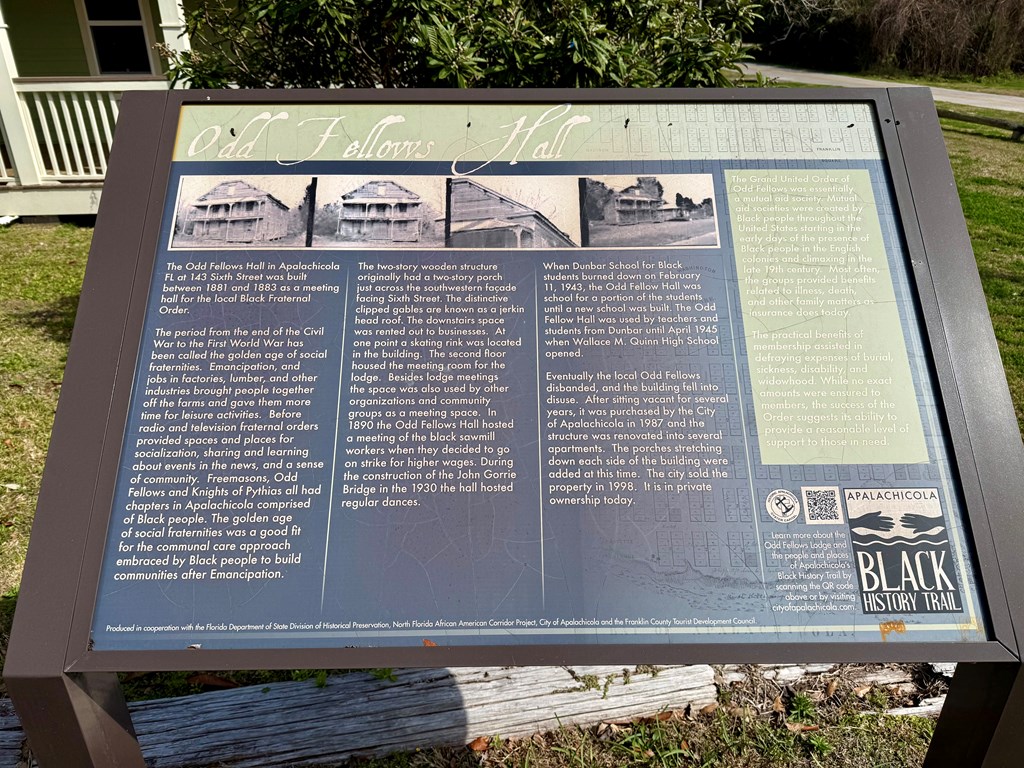 Odd Fellows Hall
FRANKLIN
The Odd Fellows Hall in Apalachicola
FL at 143 Sixth Street was built
between 1881 and 1883 as a meeting
hall for the local Black Fraternal
Order.
The period from the end of the Civil
War to the First World War has
been called the golden age of social
fraternities. Emancipation, and
jobs in factories, lumber, and other
industries brought people together
off the farms and gave them more
time for leisure activities. Before
radio and television fraternal orders
provided spaces and places for
socialization, sharing and learning
about events in the news, and a sense
of community. Freemasons, Odd
Fellows and Knights of Pythias all had
chapters in Apalachicola comprised
of Black people. The golden age
of social fraternities was a good fit
for the communal care approach
embraced by Black people to build
communities after Emancipation.
The two-story wooden structure
originally had a two-story porch
just across the southwestern façade
facing Sixth Street. The distinctive
clipped gables are known as a jerkin
head roof. The downstairs space
was rented out to businesses. At
one point a skating rink was located
in the building. The second floor
housed the meeting room for the
lodge. Besides lodge meetings
the space was also used by other
organizations and community
groups as a meeting space. In
1890 the Odd Fellows Hall hosted
a meeting of the black sawmill
workers when they decided to go
on strike for higher wages. During
the construction of the John Gorrie
Bridge in the 1930 the hall hosted
regular dances.
When Dunbar School for Black
students burned down on February
11, 1943, the Odd Fellow Hall was
school for a portion of the students
until a new school was built. The Odd
Fellow Hall was used by teachers and
students from Dunbar until April 1945
when Wallace M. Quinn High School
opened.
Eventually the local Odd Fellows
disbanded, and the building fell into
disuse. After sitting vacant for several
years, it was purchased by the City
of Apalachicola in 1987 and the
structure was renovated into several
apartments. The porches stretching
down each side of the building were
added at this time. The city sold the
property in 1998. It is in private
ownership today.
The Grand United Order of
Odd Fellows was essentially
a mutual aid society. Mutual
aid societies were created by
Black people throughout the
United States starting in the
early days of the presence of
Black people in the English
colonies and climaxing in the
late 19th century. Most often,
the groups provided benefits
related to illness, death,
and other family matters as
insurance does today.
The practical benefits of
membership assisted in
defraying expenses of burial,
sickness, disability, and
widowhood. While no exact
amounts were ensured to
members, the success of the
Order suggests its ability to
provide a reasonable level of
support to those in need.
Learn more about the
Odd Fellows Lodge and
the people and places
of Apalachicola's
Black History Trail by
scanning the QR code
above or by visiting
cityofapalachicola.com
APALACHICOLA
BLACK
HISTORY TRAIL
Produced in cooperation with the Florida Department of State Division of Historical Preservation, North Florida African American Corridor Project, City of Apalachicola and the Franklin County Tourist Development Council